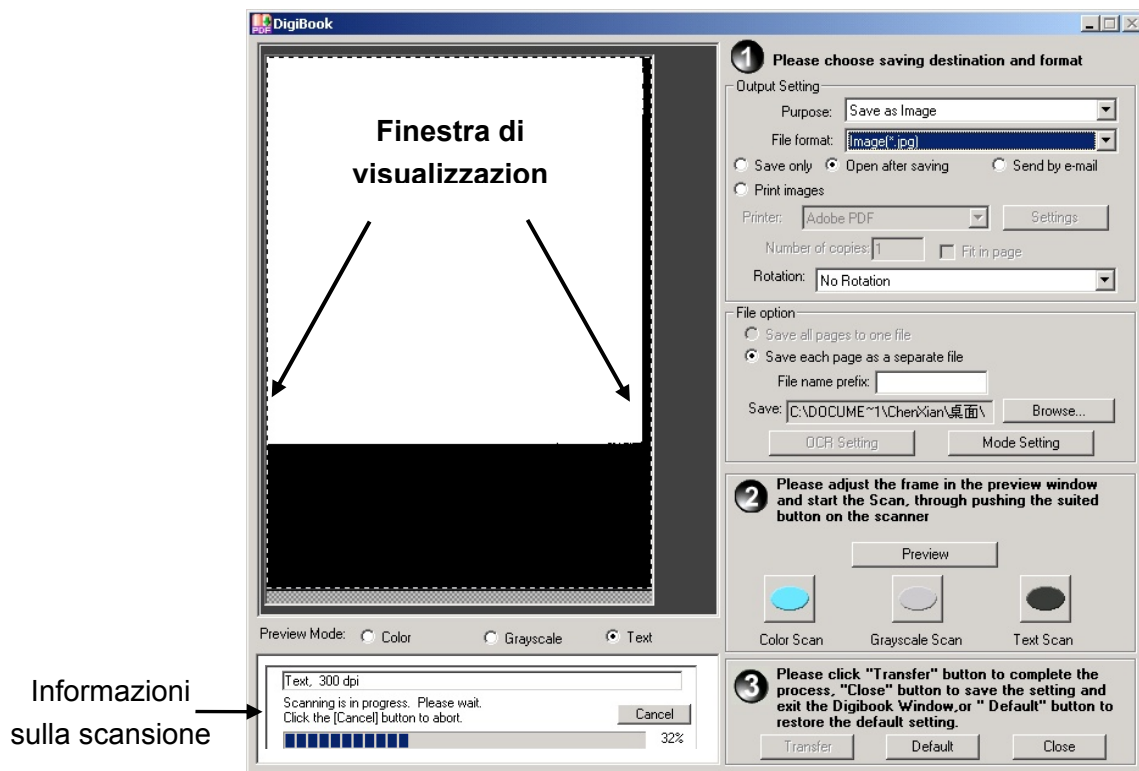 DigiBook
Finestra di
visualizzazion
Preview Mode: Color Grayscale Text
Text, 300 dpi
Scanning is in progress. Please wait.
Click the [Cancel] button to abort.
Cancel
32%
Informazioni
sulla scansione
1 Please choose saving destination and format
Output Setting
Purpose: Save as Image
File format: Image(*.jpg)
Save only Open after saving Send by e-mail
Print images
Printer: Adobe PDF Settings
Number of copies: 1 Fit in page
Rotation: No Rotation
File option
Save all pages to one file
Save each page as a separate file
File name prefix:
Save: C:\DOCUME~1\ChenXian\桌面\ Browse...
OCR Setting Mode Setting
2 Please adjust the frame in the preview window
and start the Scan, through pushing the suited
button on the scanner
Preview
Color Scan Grayscale Scan Text Scan
3 Please click "Transfer" button to complete the
process, "Close" button to save the setting and
exit the Digibook Window,or " Default" button to
restore the default setting.
Transfer Default Close